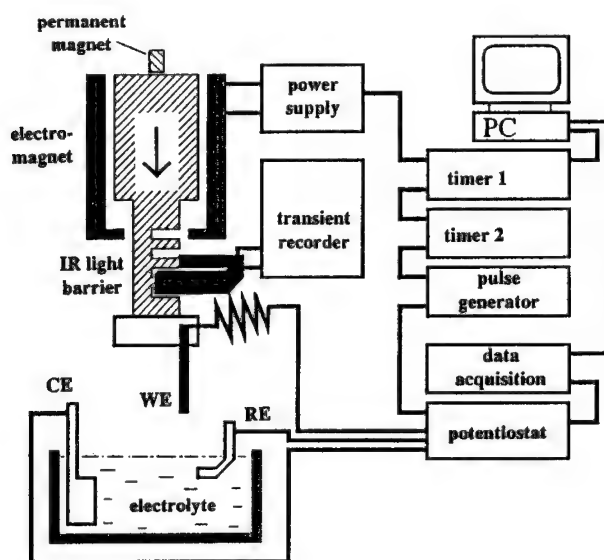 permanent
magnet
electro-
magnet
power
supply
PC
timer 1
transient
recorder
timer 2
IR light
barrier
pulse
generator
data
acquisition
CE
WE
RE
potentiostat
electrolyte